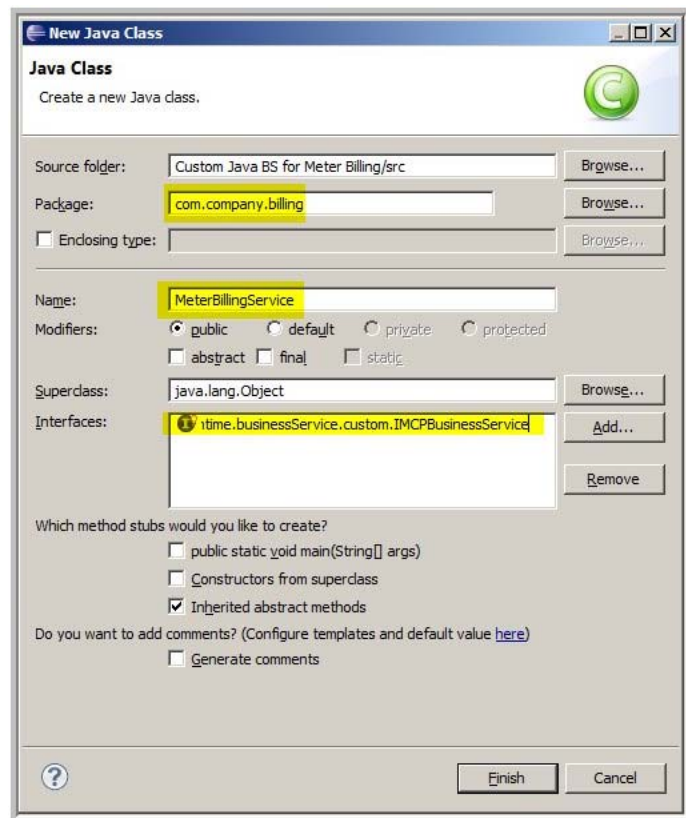 New Java Class
Java Class
Create a new Java class.
Source folder: Custom Java BS for Meter Billing/src Browse...
Package: com.company.billing Browse...
Enclosing type: Browse...
Name: MeterBillingService
Modifiers: public default private protected
abstract final static
Superclass: java.lang.Object Browse...
Interfaces: ıtime.businessService.custom.IMCPBusinessService Add...
Remove
Which method stubs would you like to create?
public static void main(String[] args)
Constructors from superclass
Inherited abstract methods
Do you want to add comments? (Configure templates and default value here)
Generate comments
? Finish Cancel